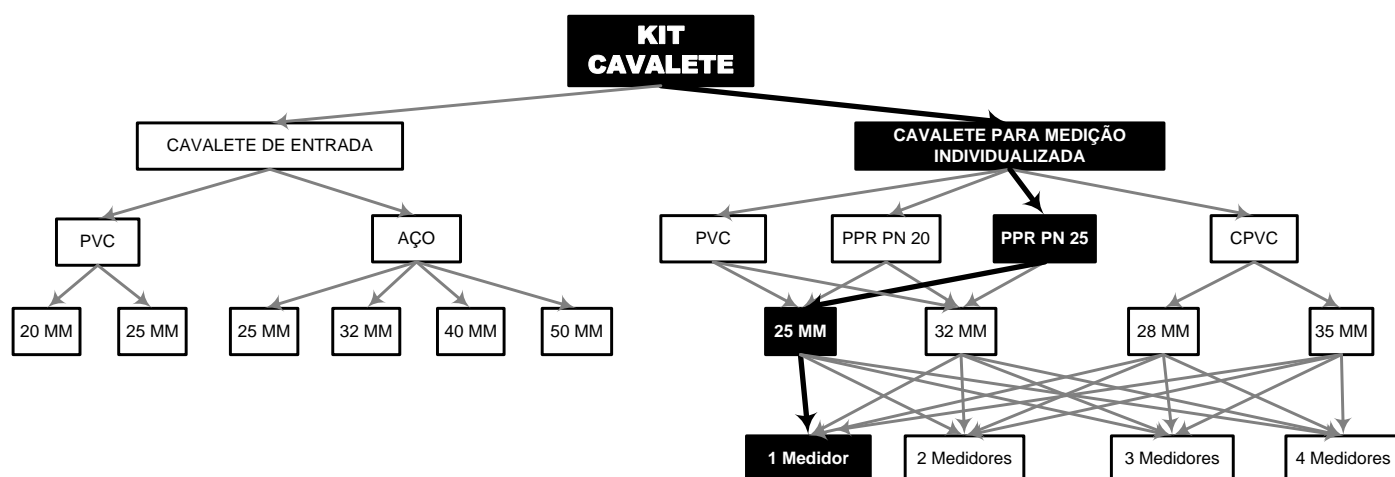 KIT
CAVALETE
CAVALETE DE ENTRADA
CAVALETE PARA MEDIÇÃO
INDIVIDUALIZADA
PVC
AÇO
PVC
PPR PN 20
PPR PN 25
CPVC
20 MM
25 MM
25 MM
32 MM
40 MM
50 MM
25 MM
32 MM
28 MM
35 MM
1 Medidor
2 Medidores
3 Medidores
4 Medidores